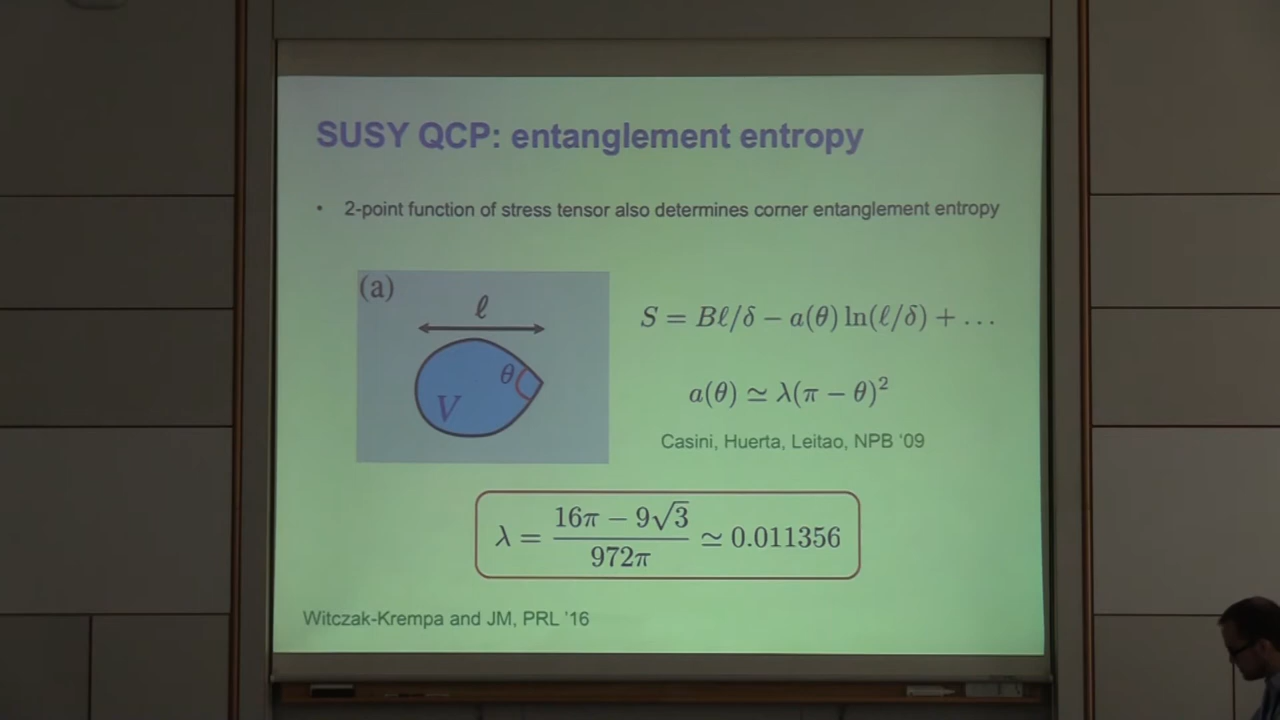 SUSY QCP: entanglement entropy
• 2-point function of stress tensor also determines corner entanglement entropy
(a)
ℓ
θ
V
S = Bℓ/δ − a(θ) ln(ℓ/δ) + …
a(θ) ≃ λ(π − θ)²
Casini, Huerta, Leitao, NPB '09
λ = (16π − 9√3)/(972π) ≃ 0.011356
Witczak-Krempa and JM, PRL '16